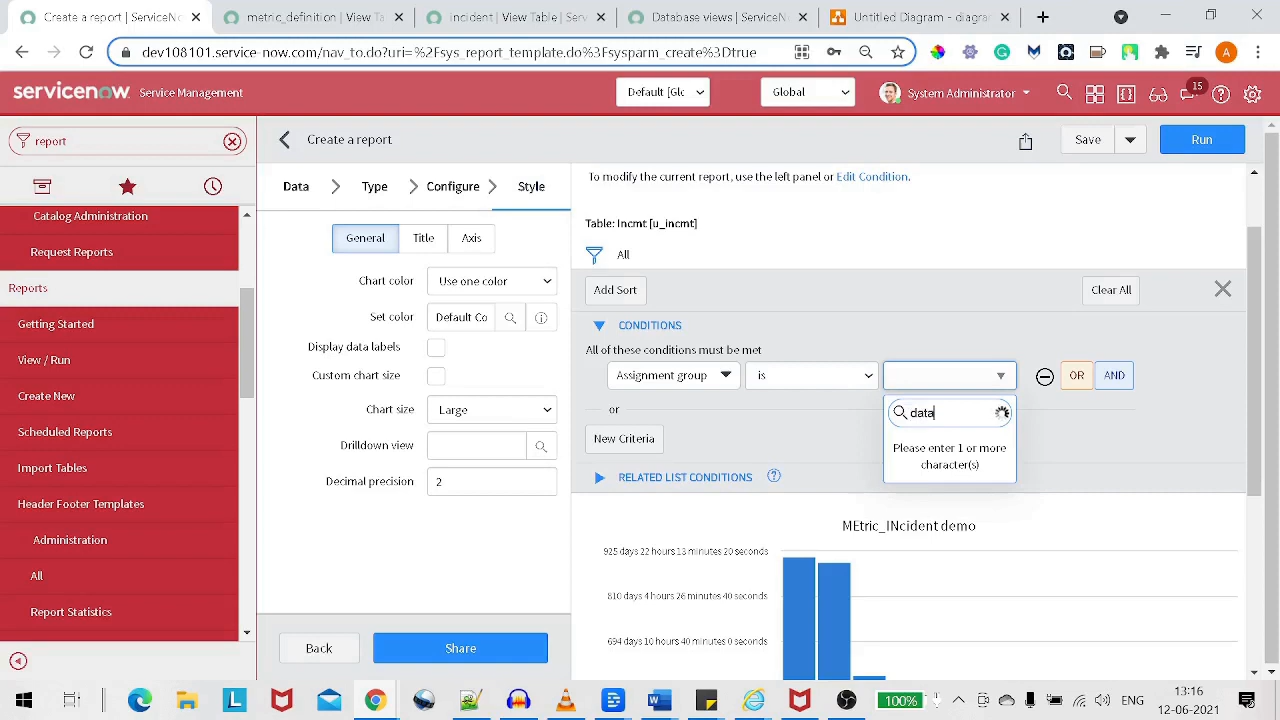 Create a report | ServiceN
metric_definition | View Ta
Incident | View Table | Ser
Database views | ServiceN
Untitled Diagram - diagra
dev108101.service-now.com/nav_to.do?uri=%2Fsys_report_template.do%3Fsysparm_create%3Dtrue
A
servicenow Service Management
Default [Glo
Global
System Administrator
15
report
Create a report
Save
Run
Catalog Administration
Request Reports
Reports
Getting Started
View / Run
Create New
Scheduled Reports
Import Tables
Header Footer Templates
Administration
All
Report Statistics
Data
Type
Configure
Style
General
Title
Axis
Chart color
Use one color
Set color
Default Co
Display data labels
Custom chart size
Chart size
Large
Drilldown view
Decimal precision
2
Back
Share
To modify the current report, use the left panel or Edit Condition.
Table: Incmt [u_incmt]
All
Add Sort
Clear All
CONDITIONS
All of these conditions must be met
Assignment group
is
OR
AND
data
Please enter 1 or more
character(s)
or
New Criteria
RELATED LIST CONDITIONS
MEtric_INcident demo
925 days 22 hours 13 minutes 20 seconds
810 days 4 hours 26 minutes 40 seconds
694 days 10 hours 40 minutes 0 seconds
100%
ENG
13:16
12-06-2021